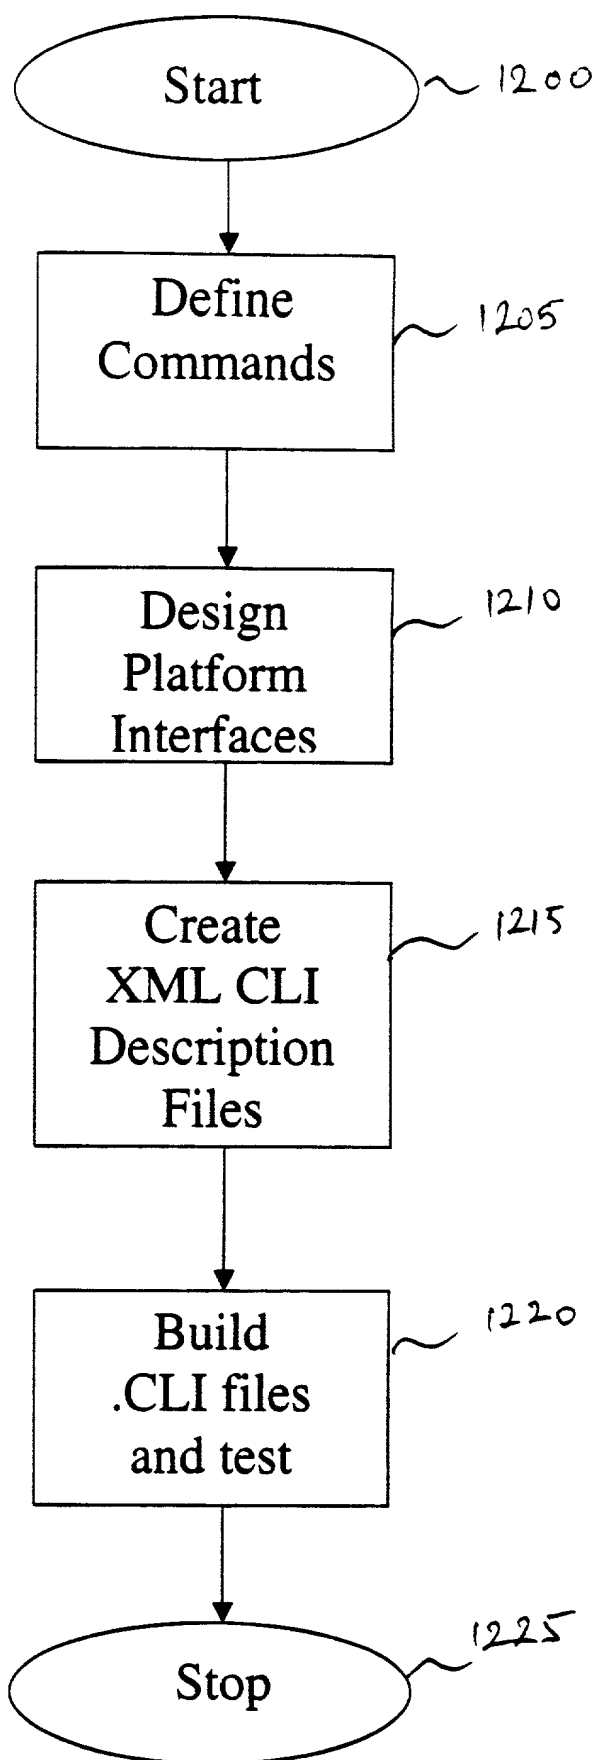 Start
1200
Define
Commands
1205
Design
Platform
Interfaces
1210
Create
XML CLI
Description
Files
1215
Build
.CLI files
and test
1220
Stop
1225